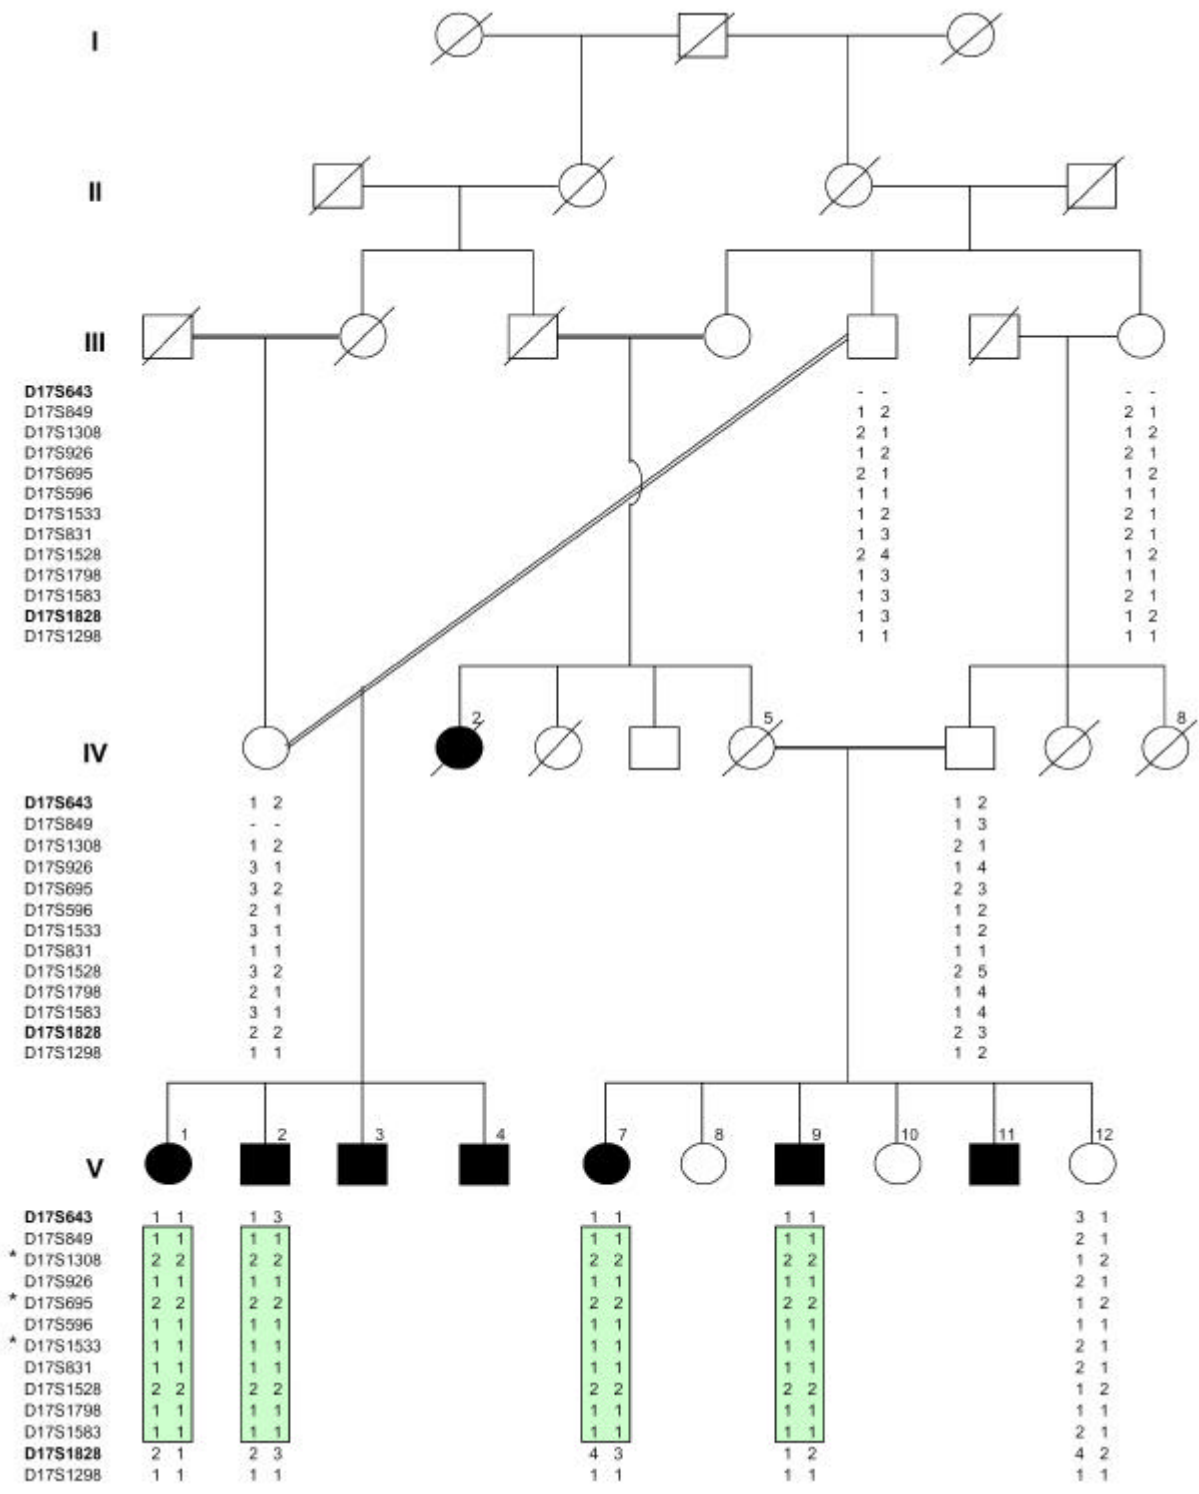 I
II
III
D17S643 - - - -
D17S849 1 2 2 1
D17S1308 2 1 1 2
D17S926 1 2 2 1
D17S695 2 1 1 2
D17S596 1 1 1 1
D17S1533 1 2 2 1
D17S831 1 3 2 1
D17S1528 2 4 1 2
D17S1798 1 3 1 1
D17S1583 1 3 2 1
D17S1828 1 3 1 2
D17S1298 1 1 1 1
2 5 8
IV
D17S643 1 2 1 2
D17S849 - - 1 3
D17S1308 1 2 2 1
D17S926 3 1 1 4
D17S695 3 2 2 3
D17S596 2 1 1 2
D17S1533 3 1 1 2
D17S831 1 1 1 1
D17S1528 3 2 2 5
D17S1798 2 1 1 4
D17S1583 3 1 1 4
D17S1828 2 2 2 3
D17S1298 1 1 1 2
1 2 3 4 7 8 9 10 11 12
V
D17S643 1 1 1 3 1 1 1 1 3 1
D17S849 1 1 1 1 1 1 1 1 2 1
* D17S1308 2 2 2 2 2 2 2 2 1 2
D17S926 1 1 1 1 1 1 1 1 2 1
* D17S695 2 2 2 2 2 2 2 2 1 2
D17S596 1 1 1 1 1 1 1 1 1 1
* D17S1533 1 1 1 1 1 1 1 1 2 1
D17S831 1 1 1 1 1 1 1 1 2 1
D17S1528 2 2 2 2 2 2 2 2 1 2
D17S1798 1 1 1 1 1 1 1 1 1 1
D17S1583 1 1 1 1 1 1 1 1 2 1
D17S1828 2 1 2 3 4 3 1 2 4 2
D17S1298 1 1 1 1 1 1 1 1 1 1